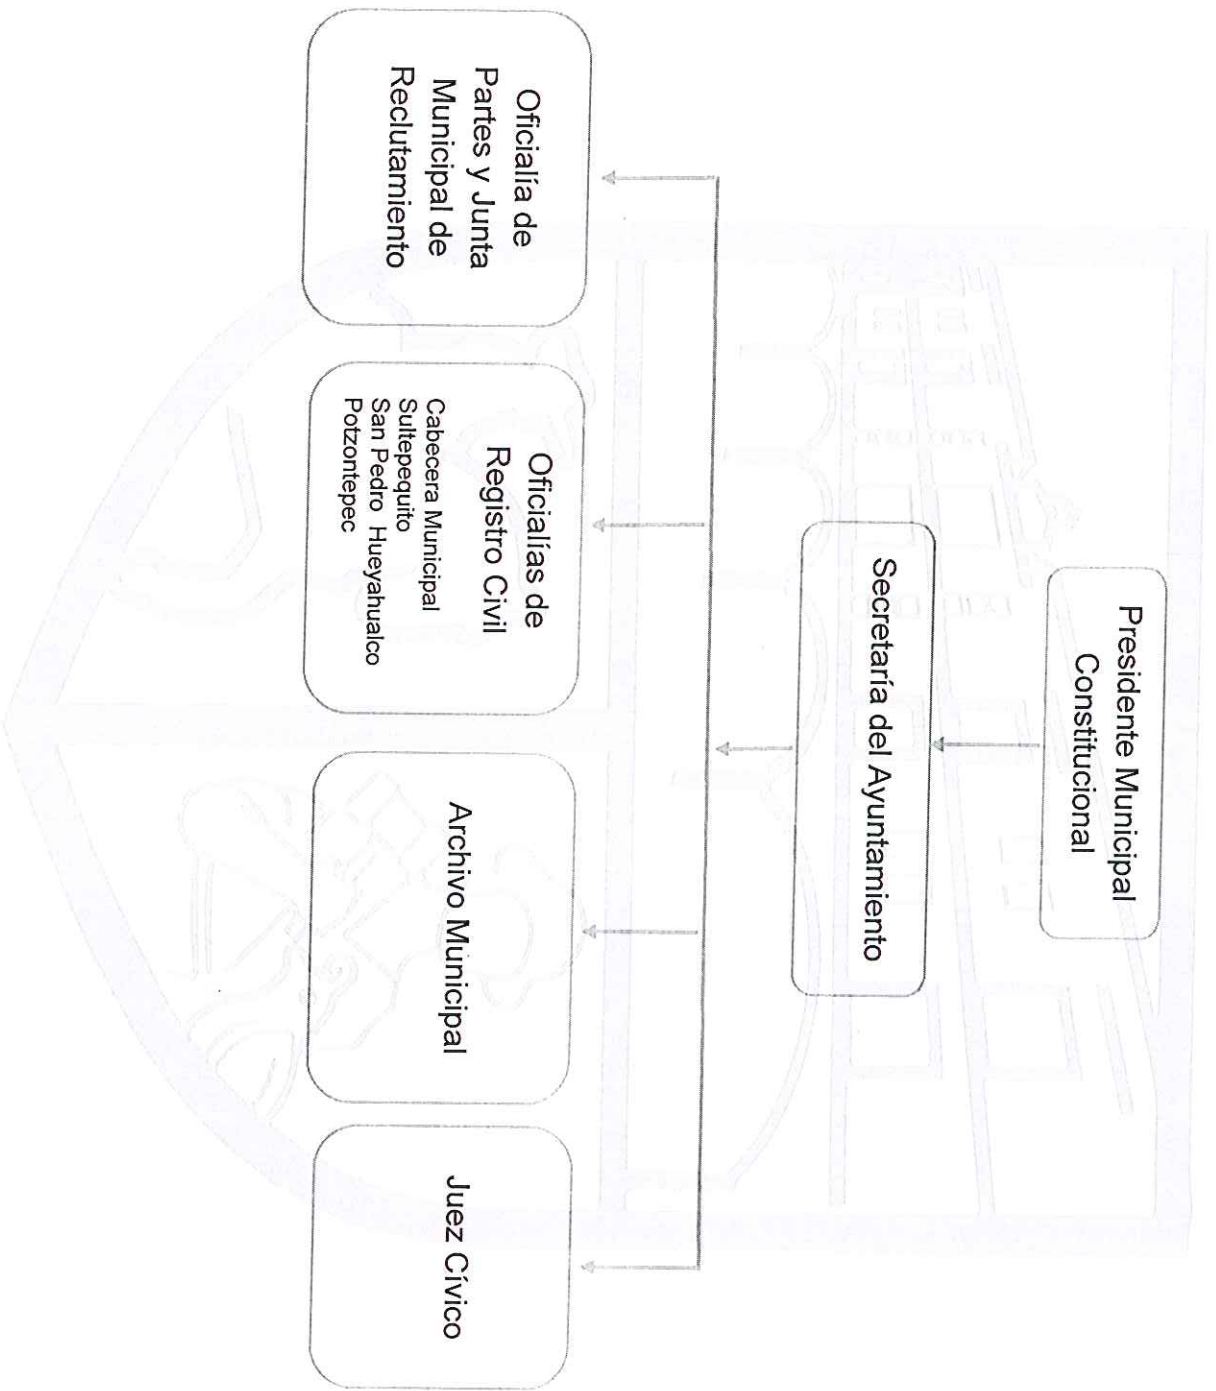 Presidente Municipal
Constitucional
Secretaría del Ayuntamiento
Oficialía de
Partes y Junta
Municipal de
Reclutamiento
Oficialías de
Registro Civil
Cabecera Municipal
Sultepequito
San Pedro Hueyahualco
Potzontepec
Archivo Municipal
Juez Cívico